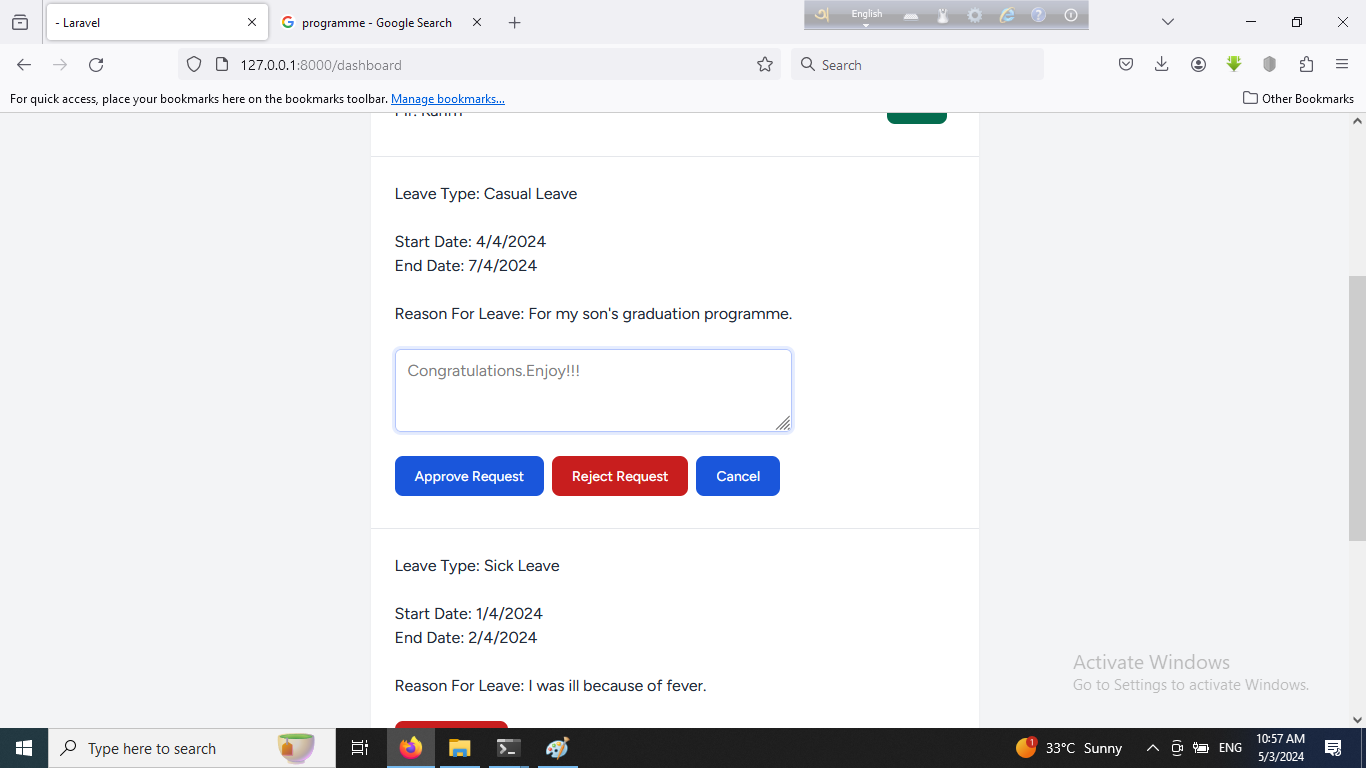 - Laravel
programme - Google Search
English
127.0.0.1:8000/dashboard
Search
For quick access, place your bookmarks here on the bookmarks toolbar. Manage bookmarks...
Other Bookmarks
Mr. Karim
Leave Type: Casual Leave
Start Date: 4/4/2024
End Date: 7/4/2024
Reason For Leave: For my son's graduation programme.
Congratulations.Enjoy!!!
Approve Request
Reject Request
Cancel
Leave Type: Sick Leave
Start Date: 1/4/2024
End Date: 2/4/2024
Reason For Leave: I was ill because of fever.
Activate Windows
Go to Settings to activate Windows.
Type here to search
1
33°C Sunny
ENG
10:57 AM
5/3/2024